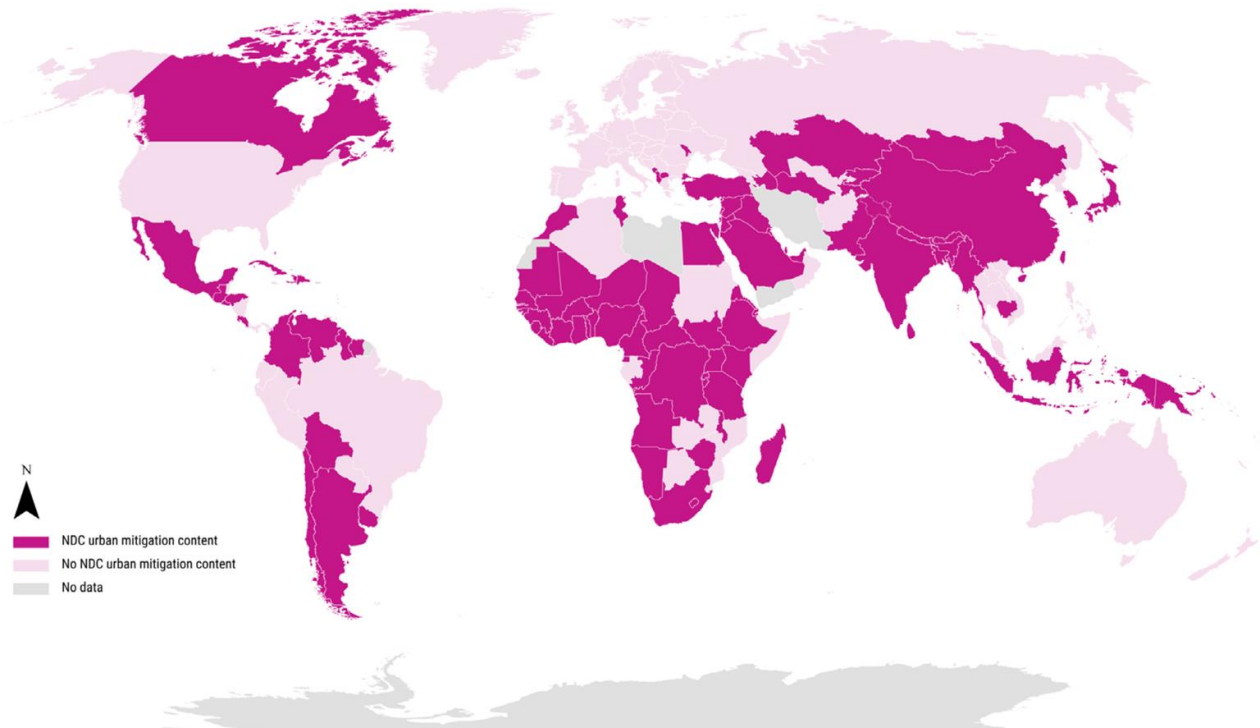 N
NDC urban mitigation content
No NDC urban mitigation content
No data